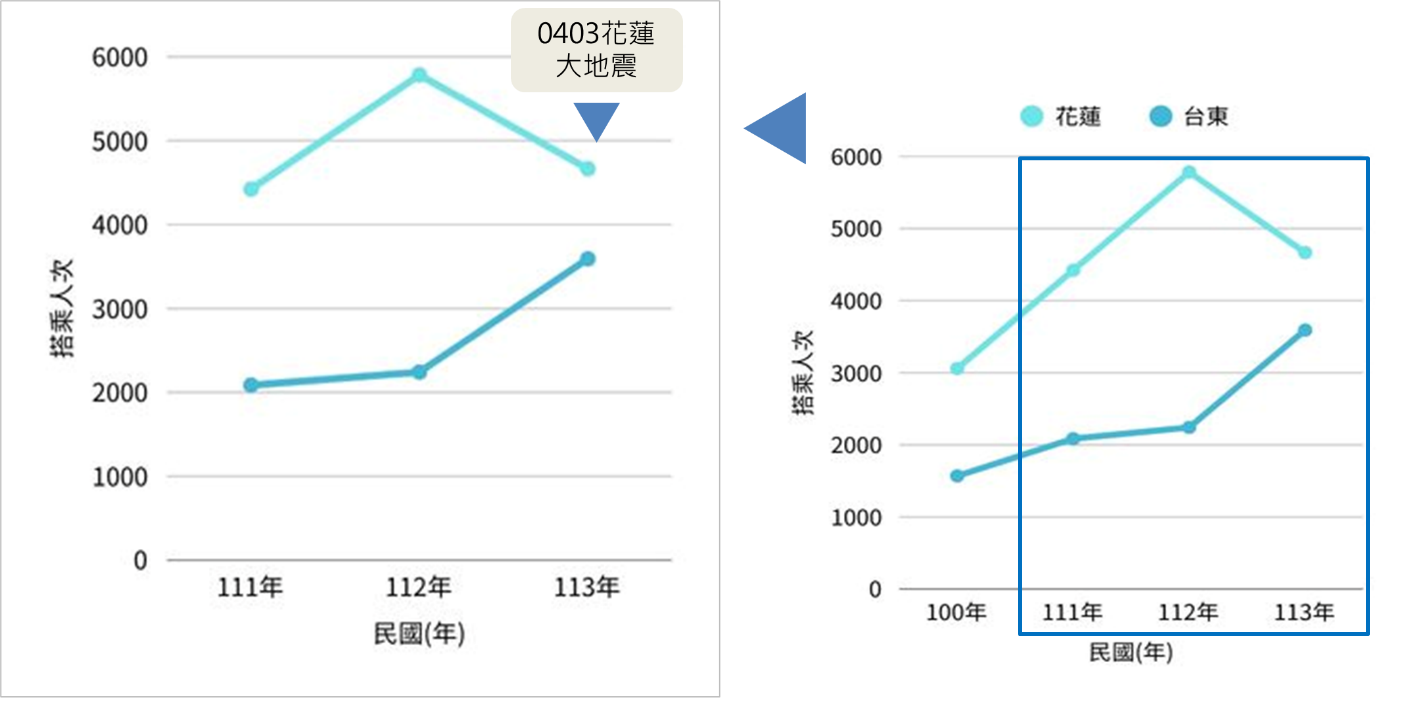 0403花蓮
大地震
6000
5000
4000
3000
2000
1000
0
搭乘人次
111年
112年
113年
民國(年)
花蓮
台東
6000
5000
4000
3000
2000
1000
0
搭乘人次
100年
111年
112年
113年
民國(年)